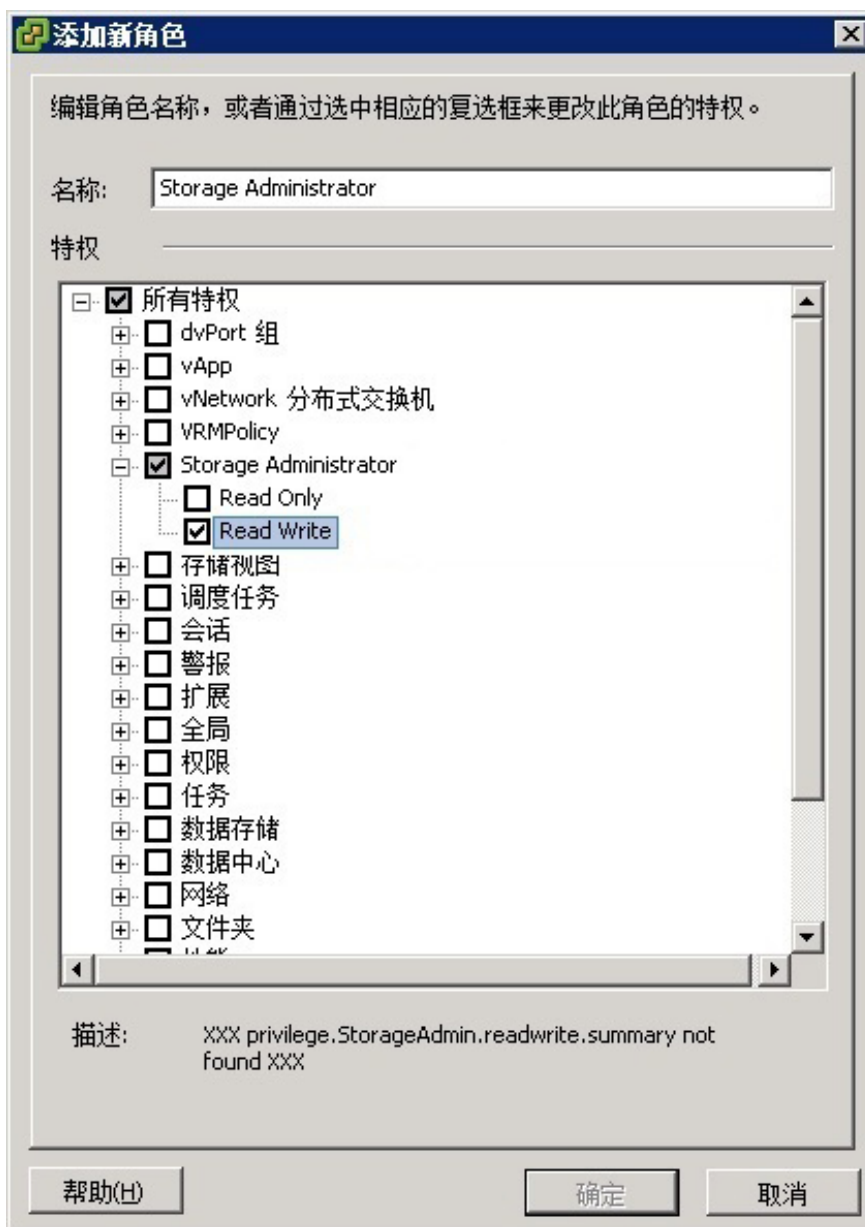 添加新角色
编辑角色名称，或者通过选中相应的复选框来更改此角色的特权。
名称: Storage Administrator
特权
所有特权
dvPort 组
vApp
vNetwork 分布式交换机
VRMPolicy
Storage Administrator
Read Only
Read Write
存储视图
调度任务
会话
警报
扩展
全局
权限
任务
数据存储
数据中心
网络
文件夹
描述: XXX privilege.StorageAdmin.readwrite.summary not
found XXX
帮助(H) 确定 取消